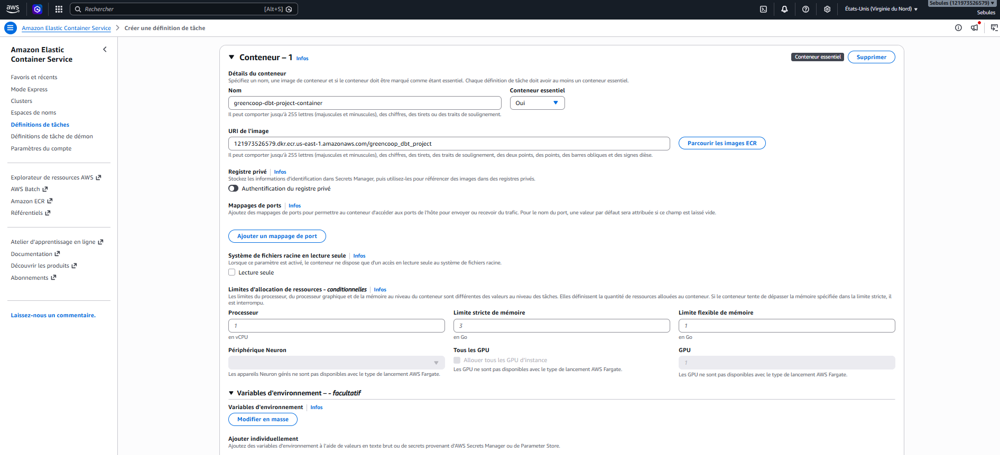 aws
Rechercher
[Alt+S]
États-Unis (Virginie du Nord)
Sebules (121973526579)
Sebules
Amazon Elastic Container Service
Créer une définition de tâche
Amazon Elastic
Container Service
Favoris et récents
Mode Express
Clusters
Espaces de noms
Définitions de tâches
Définitions de tâche de démon
Paramètres du compte
Explorateur de ressources AWS
AWS Batch
Amazon ECR
Référentiels
Atelier d'apprentissage en ligne
Documentation
Découvrir les produits
Abonnements
Laissez-nous un commentaire.
Conteneur – 1 Infos
Conteneur essentiel
Supprimer
Détails du conteneur
Spécifiez un nom, une image de conteneur et si le conteneur doit être marqué comme étant essentiel. Chaque définition de tâche doit avoir au moins un conteneur essentiel.
Nom
Conteneur essentiel
greencoop-dbt-project-container
Oui
Il peut comporter jusqu'à 255 lettres (majuscules et minuscules), des chiffres, des tirets ou des traits de soulignement.
URI de l'image
121973526579.dkr.ecr.us-east-1.amazonaws.com/greencoop_dbt_project
Parcourir les images ECR
Il peut comporter jusqu'à 255 lettres (majuscules et minuscules), des chiffres, des tirets, des traits de soulignement, des deux points, des points, des barres obliques et des signes dièse.
Registre privé Infos
Stockez les informations d'identification dans Secrets Manager, puis utilisez-les pour référencer des images dans des registres privés.
Authentification du registre privé
Mappages de ports Infos
Ajoutez des mappages de ports pour permettre au conteneur d'accéder aux ports de l'hôte pour envoyer ou recevoir du trafic. Pour le nom du port, une valeur par défaut sera attribuée si ce champ est laissé vide.
Ajouter un mappage de port
Système de fichiers racine en lecture seule Infos
Lorsque ce paramètre est activé, le conteneur ne dispose que d'un accès en lecture seule au système de fichiers racine.
Lecture seule
Limites d'allocation de ressources - conditionnelles Infos
Les limites du processeur, du processeur graphique et de la mémoire au niveau du conteneur sont différentes des valeurs au niveau des tâches. Elles définissent la quantité de ressources allouées au conteneur. Si le conteneur tente de dépasser la mémoire spécifiée dans la limite stricte, il
est interrompu.
Processeur
Limite stricte de mémoire
Limite flexible de mémoire
1
3
1
en vCPU
en Go
en Go
Périphérique Neuron
Tous les GPU
GPU
Allouer tous les GPU d'instance
1
Les appareils Neuron gérés ne sont pas disponibles avec le type de lancement AWS Fargate.
Les GPU ne sont pas disponibles avec le type de lancement AWS Fargate.
Les GPU ne sont pas disponibles avec le type de lancement AWS Fargate.
Variables d'environnement – - facultatif
Variables d'environnement Infos
Modifier en masse
Ajouter individuellement
Ajoutez des variables d'environnement à l'aide de valeurs en texte brut ou de secrets provenant d'AWS Secrets Manager ou de Parameter Store.